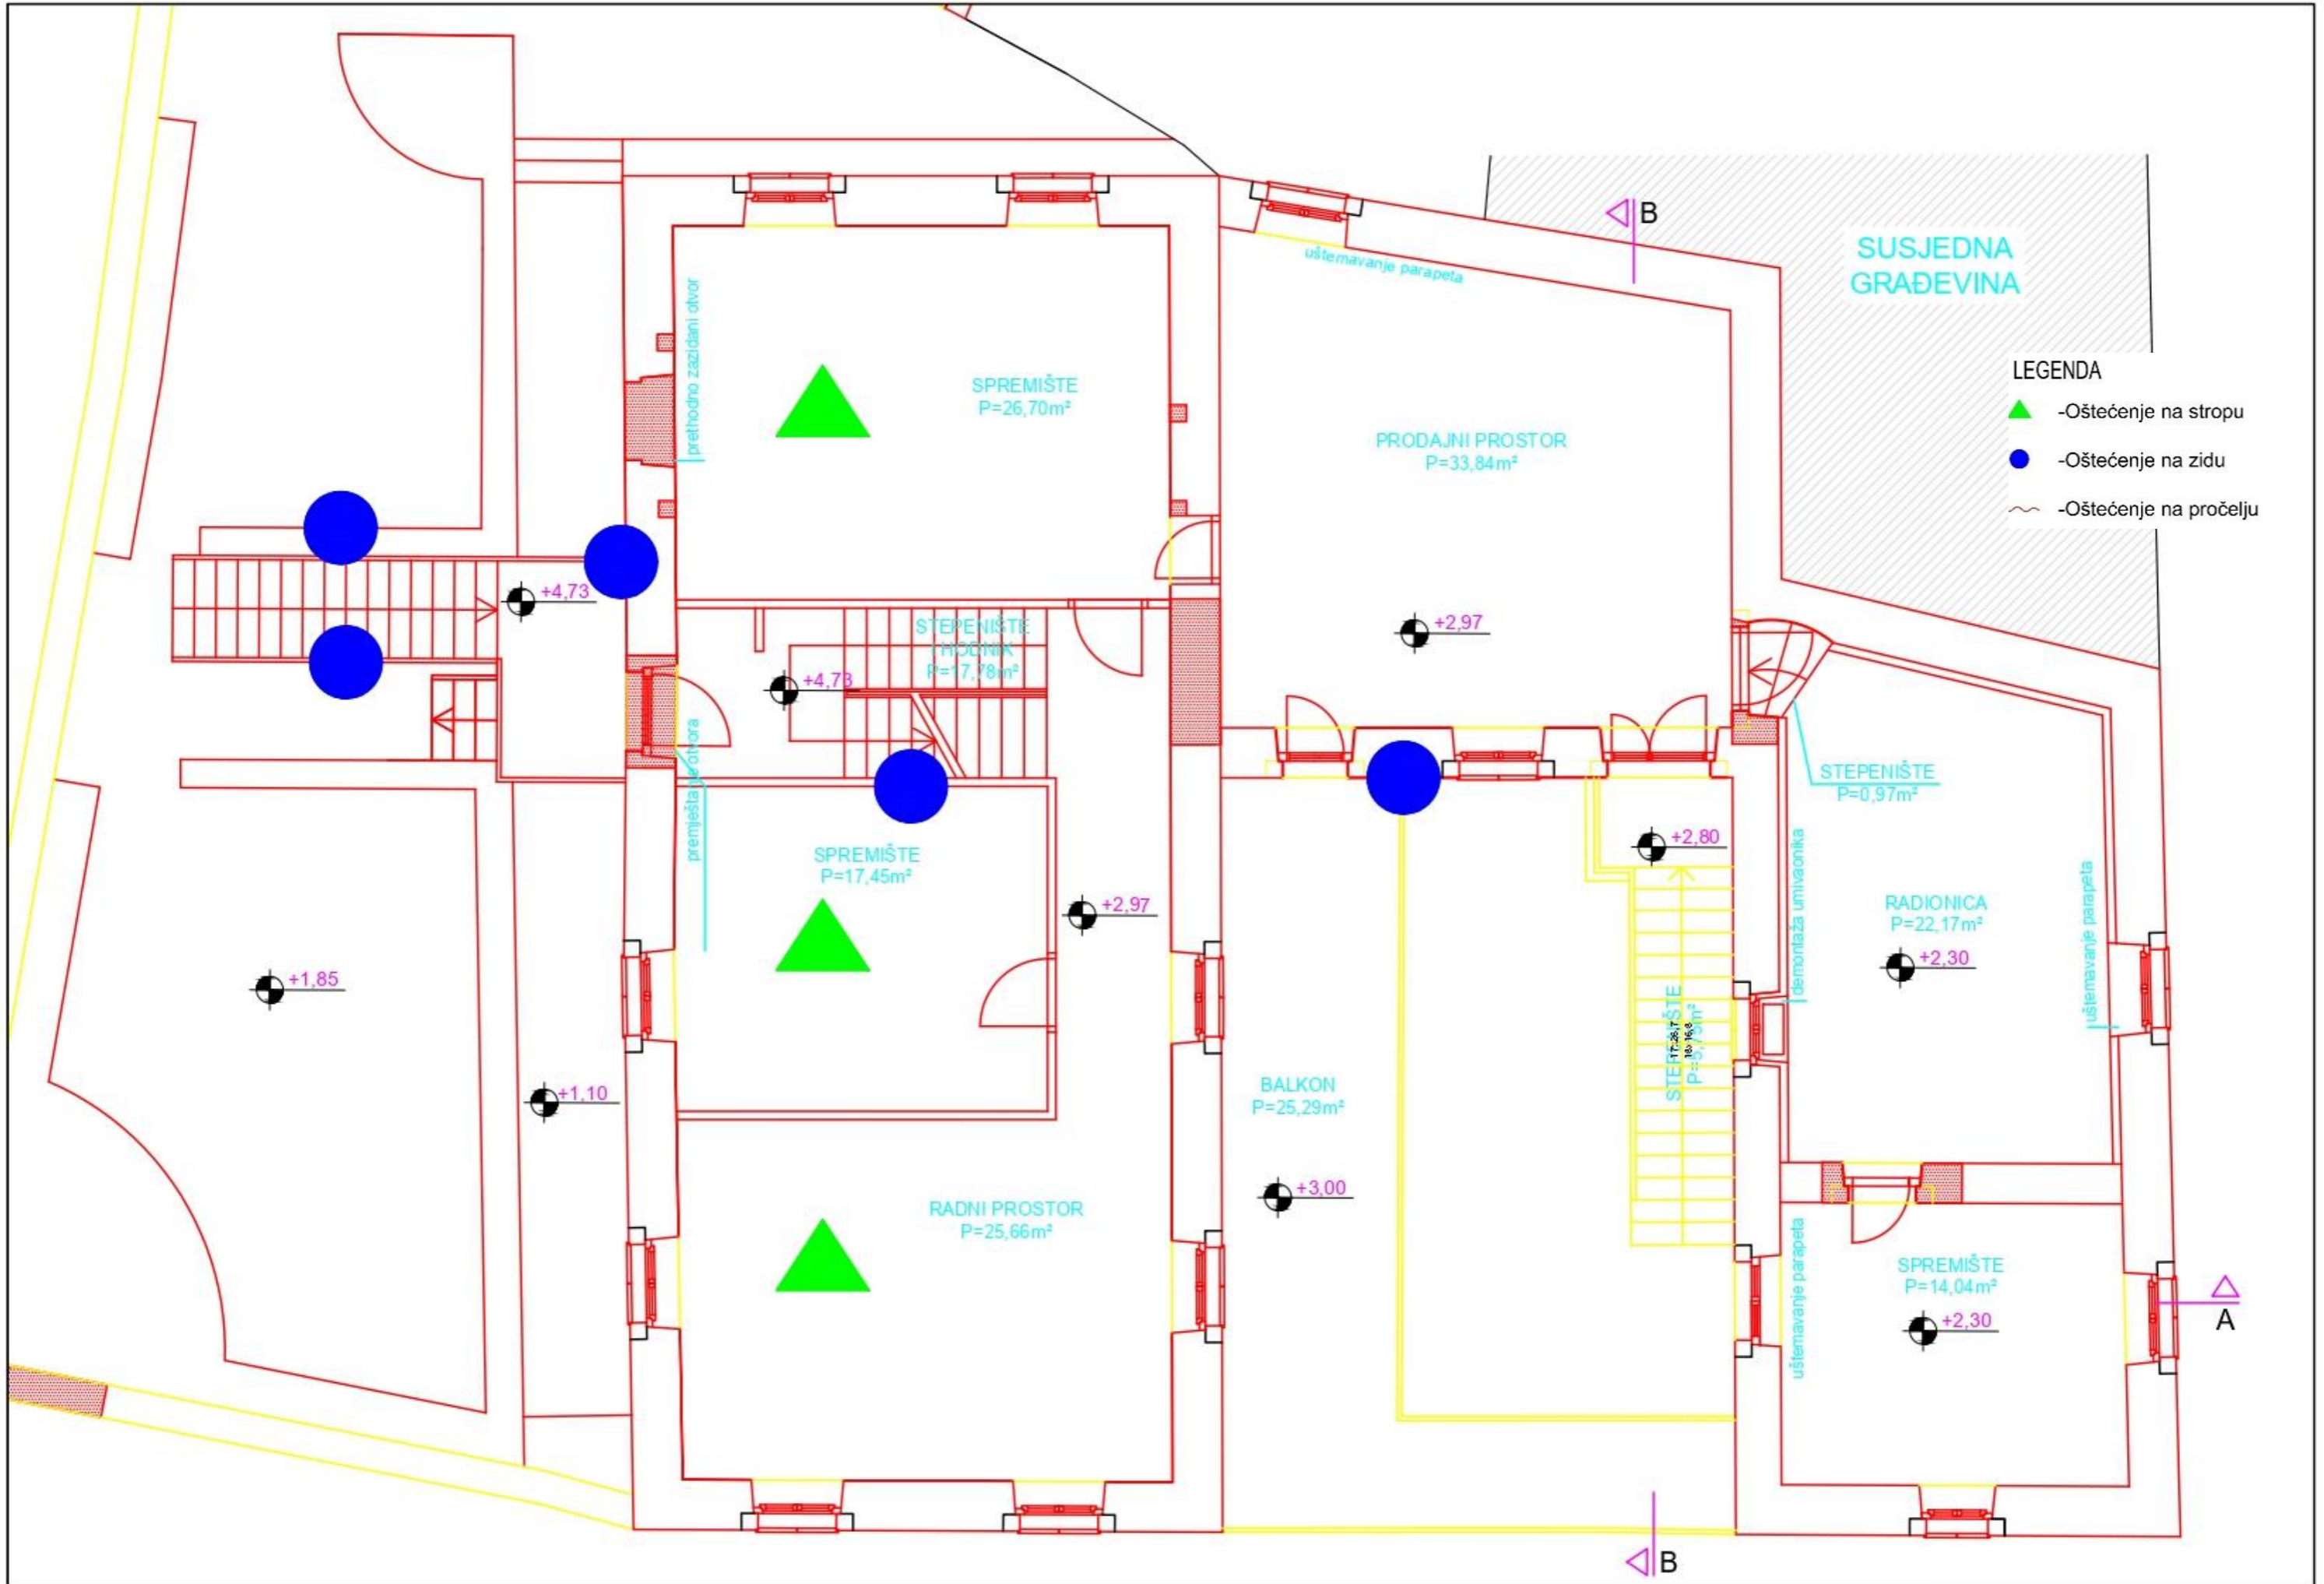 B
SUSJEDNA
GRAĐEVINA
uštemavanje parapeta
prethodno zazidani otvor
LEGENDA
-Oštećenje na stropu
-Oštećenje na zidu
-Oštećenje na pročelju
SPREMIŠTE
P=26,70m²
PRODAJNI PROSTOR
P=33,84m²
+4,73
STEPENIŠTE
I HODNIK
P=17,78m²
+2,97
+4,73
premještanje otvora
STEPENIŠTE
P=0,97m²
SPREMIŠTE
P=17,45m²
+2,80
demontaža umivaonika
+2,97
RADIONICA
P=22,17m²
+2,30
uštemavanje parapeta
+1,85
STEPENIŠTE
P=5,75m²
+1,10
BALKON
P=25,29m²
+3,00
RADNI PROSTOR
P=25,66m²
uštemavanje parapeta
SPREMIŠTE
P=14,04m²
+2,30
A
B